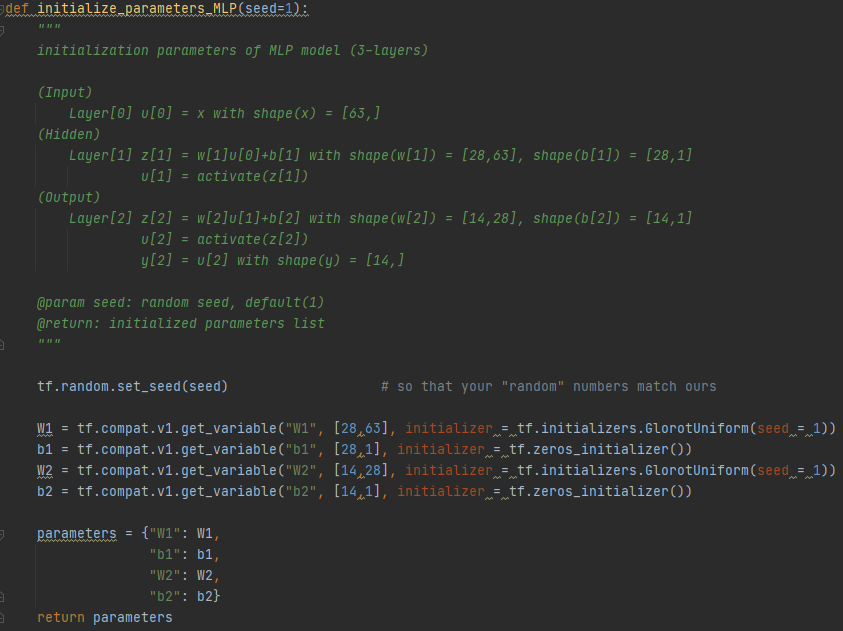 def initialize_parameters_MLP(seed=1):
    """
    initialization parameters of MLP model (3-layers)

    (Input)
        Layer[0] u[0] = x with shape(x) = [63,]
    (Hidden)
        Layer[1] z[1] = w[1]u[0]+b[1] with shape(w[1]) = [28,63], shape(b[1]) = [28,1]
                 u[1] = activate(z[1])
    (Output)
        Layer[2] z[2] = w[2]u[1]+b[2] with shape(w[2]) = [14,28], shape(b[2]) = [14,1]
                 u[2] = activate(z[2])
                 y[2] = u[2] with shape(y) = [14,]

    @param seed: random seed, default(1)
    @return: initialized parameters list
    """

    tf.random.set_seed(seed)                   # so that your "random" numbers match ours

    W1 = tf.compat.v1.get_variable("W1", [28,63], initializer = tf.initializers.GlorotUniform(seed = 1))
    b1 = tf.compat.v1.get_variable("b1", [28,1], initializer = tf.zeros_initializer())
    W2 = tf.compat.v1.get_variable("W2", [14,28], initializer = tf.initializers.GlorotUniform(seed = 1))
    b2 = tf.compat.v1.get_variable("b2", [14,1], initializer = tf.zeros_initializer())

    parameters = {"W1": W1,
                  "b1": b1,
                  "W2": W2,
                  "b2": b2}
    return parameters